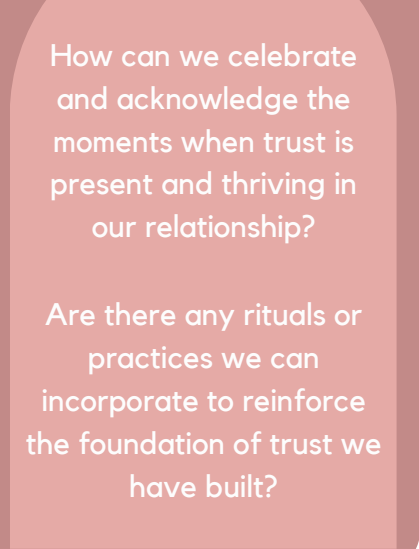 How can we celebrate
and acknowledge the
moments when trust is
present and thriving in
our relationship?
Are there any rituals or
practices we can
incorporate to reinforce
the foundation of trust we
have built?